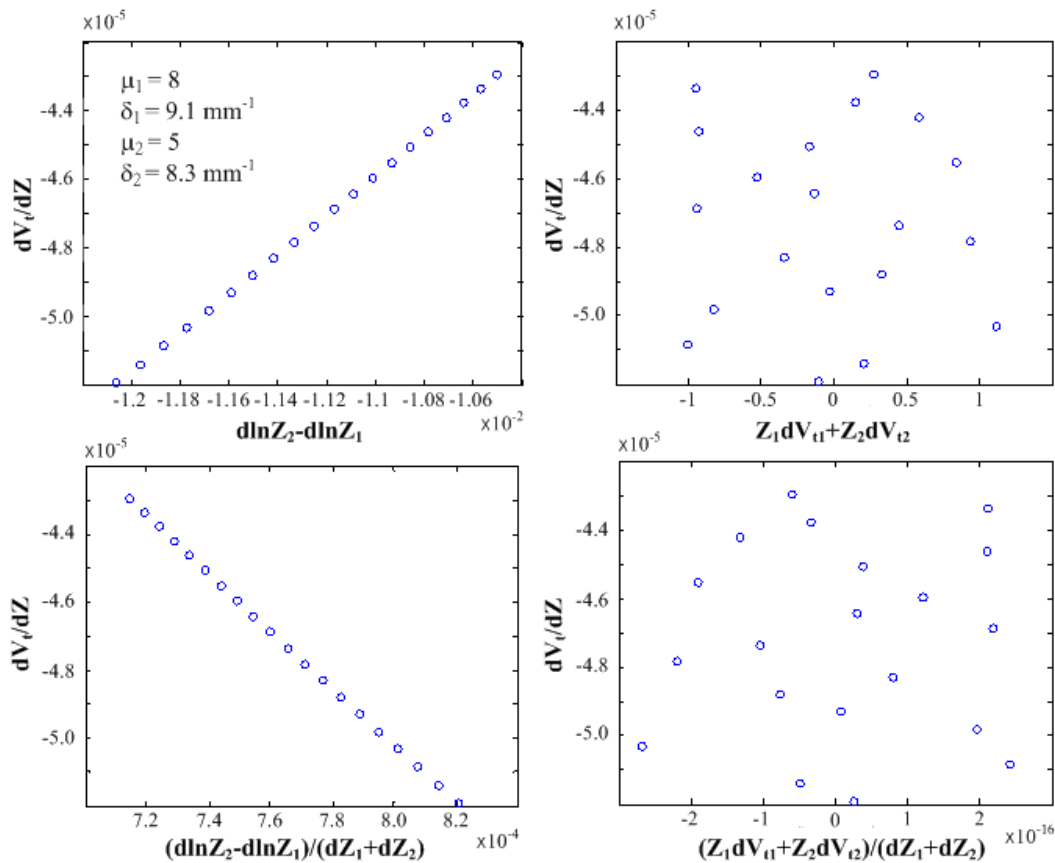 x10⁻⁵
μ₁ = 8
δ₁ = 9.1 mm⁻¹
μ₂ = 5
δ₂ = 8.3 mm⁻¹
-4.4
-4.6
-4.8
-5.0
dVₜ/dZ
-1.2 -1.18 -1.16 -1.14 -1.12 -1.1 -1.08 -1.06
x10⁻²
dlnZ₂-dlnZ₁
x10⁻⁵
-4.4
-4.6
-4.8
-5.0
dVₜ/dZ
-1 -0.5 0 0.5 1
Z₁dVₜ₁+Z₂dVₜ₂
x10⁻⁵
-4.4
-4.6
-4.8
-5.0
dVₜ/dZ
7.2 7.4 7.6 7.8 8.0 8.2
x10⁻⁴
(dlnZ₂-dlnZ₁)/(dZ₁+dZ₂)
x10⁻⁵
-4.4
-4.6
-4.8
-5.0
dVₜ/dZ
-2 -1 0 1 2
x10⁻¹⁶
(Z₁dVₜ₁+Z₂dVₜ₂)/(dZ₁+dZ₂)